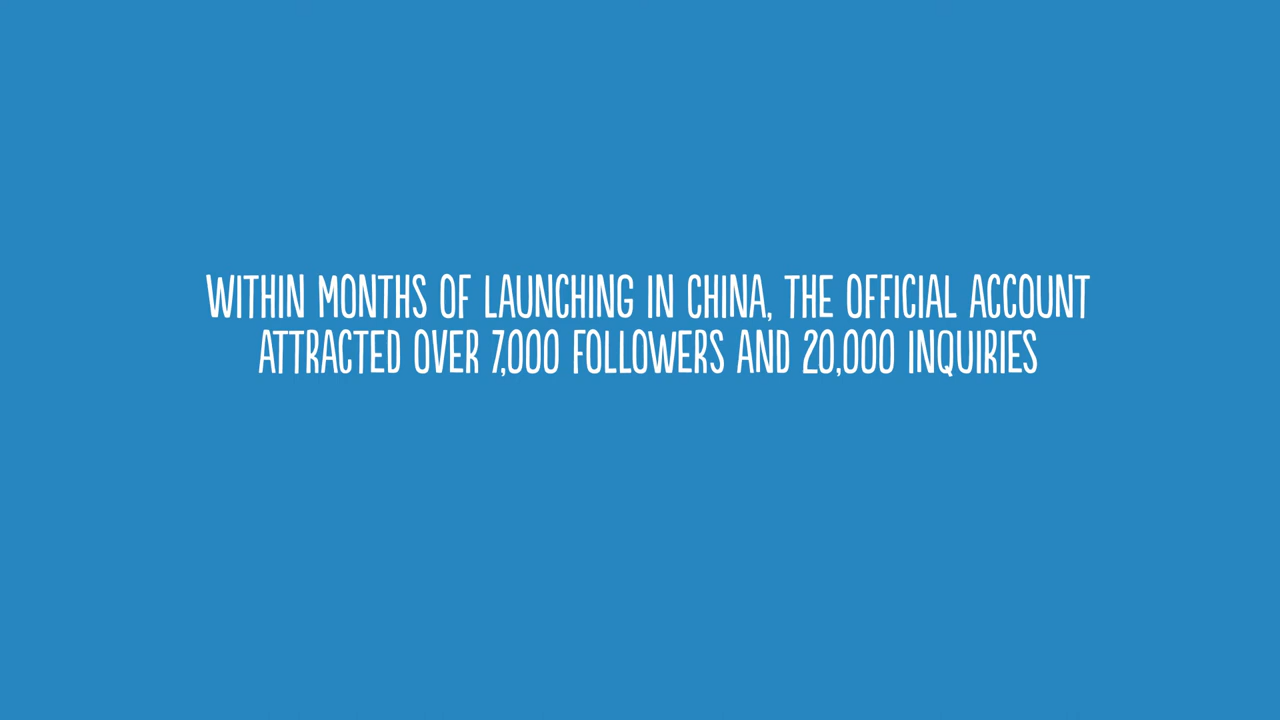 WITHIN MONTHS OF LAUNCHING IN CHINA, THE OFFICIAL ACCOUNT
ATTRACTED OVER 7,000 FOLLOWERS AND 20,000 INQUIRIES